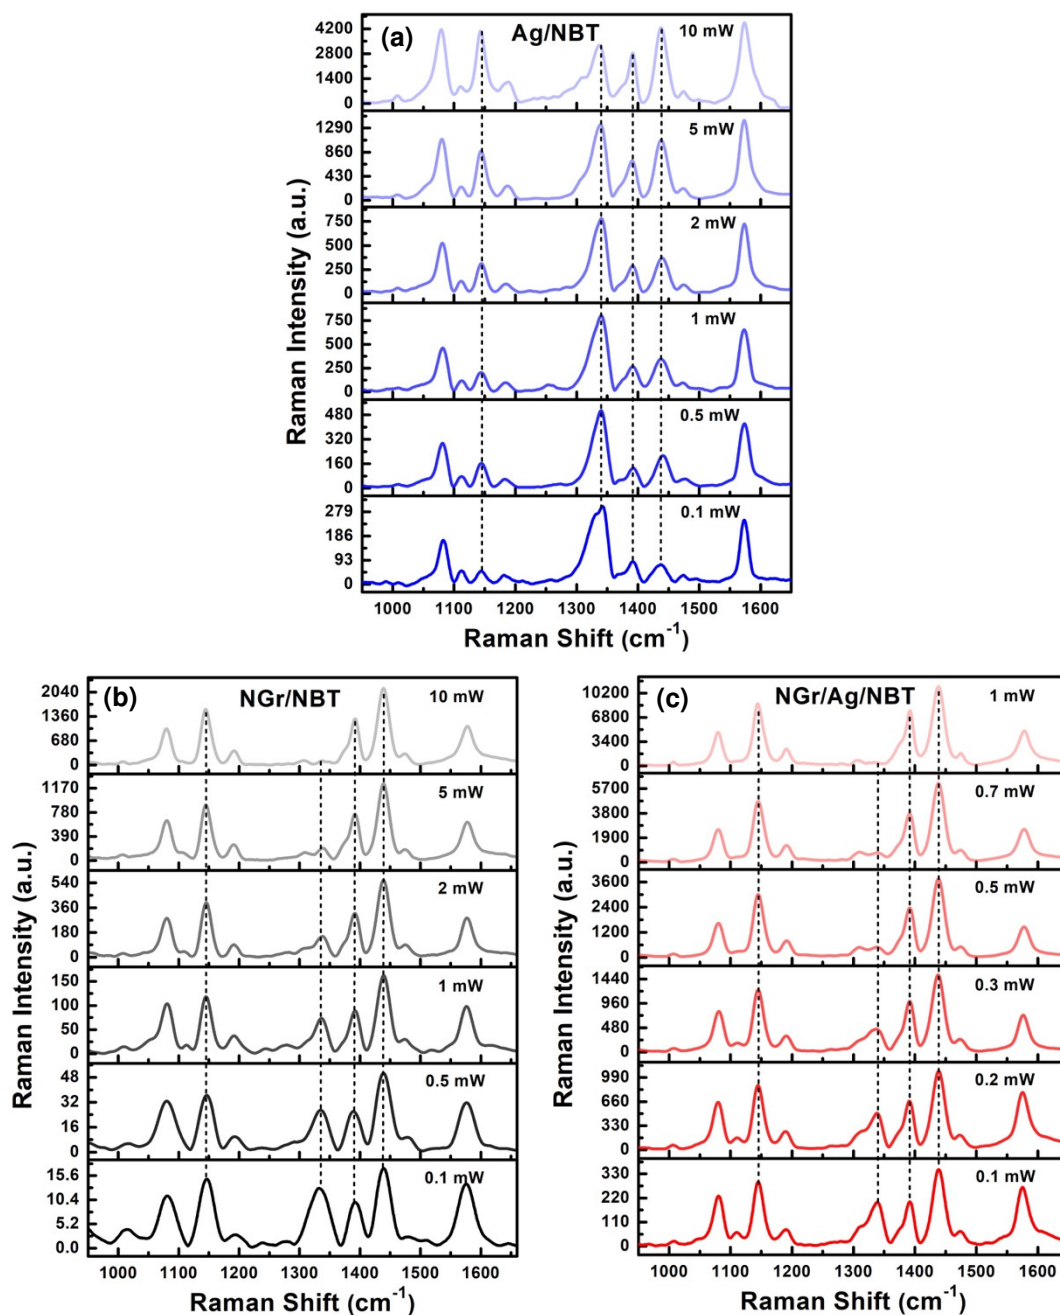 (a) Ag/NBT
10 mW
4200
2800
1400
0
5 mW
1290
860
430
0
2 mW
750
500
250
0
1 mW
750
500
250
0
0.5 mW
480
320
160
0
0.1 mW
279
186
93
0
Raman Intensity (a.u.)
1000 1100 1200 1300 1400 1500 1600
Raman Shift (cm⁻¹)
(b) NGr/NBT
10 mW
2040
1360
680
0
5 mW
1170
780
390
0
2 mW
540
360
180
0
1 mW
150
100
50
0
0.5 mW
48
32
16
0
0.1 mW
15.6
10.4
5.2
0.0
Raman Intensity (a.u.)
1000 1100 1200 1300 1400 1500 1600
Raman Shift (cm⁻¹)
(c) NGr/Ag/NBT
1 mW
10200
6800
3400
0
0.7 mW
5700
3800
1900
0
0.5 mW
3600
2400
1200
0
0.3 mW
1440
960
480
0
0.2 mW
990
660
330
0
0.1 mW
330
220
110
0
Raman Intensity (a.u.)
1000 1100 1200 1300 1400 1500 1600
Raman Shift (cm⁻¹)